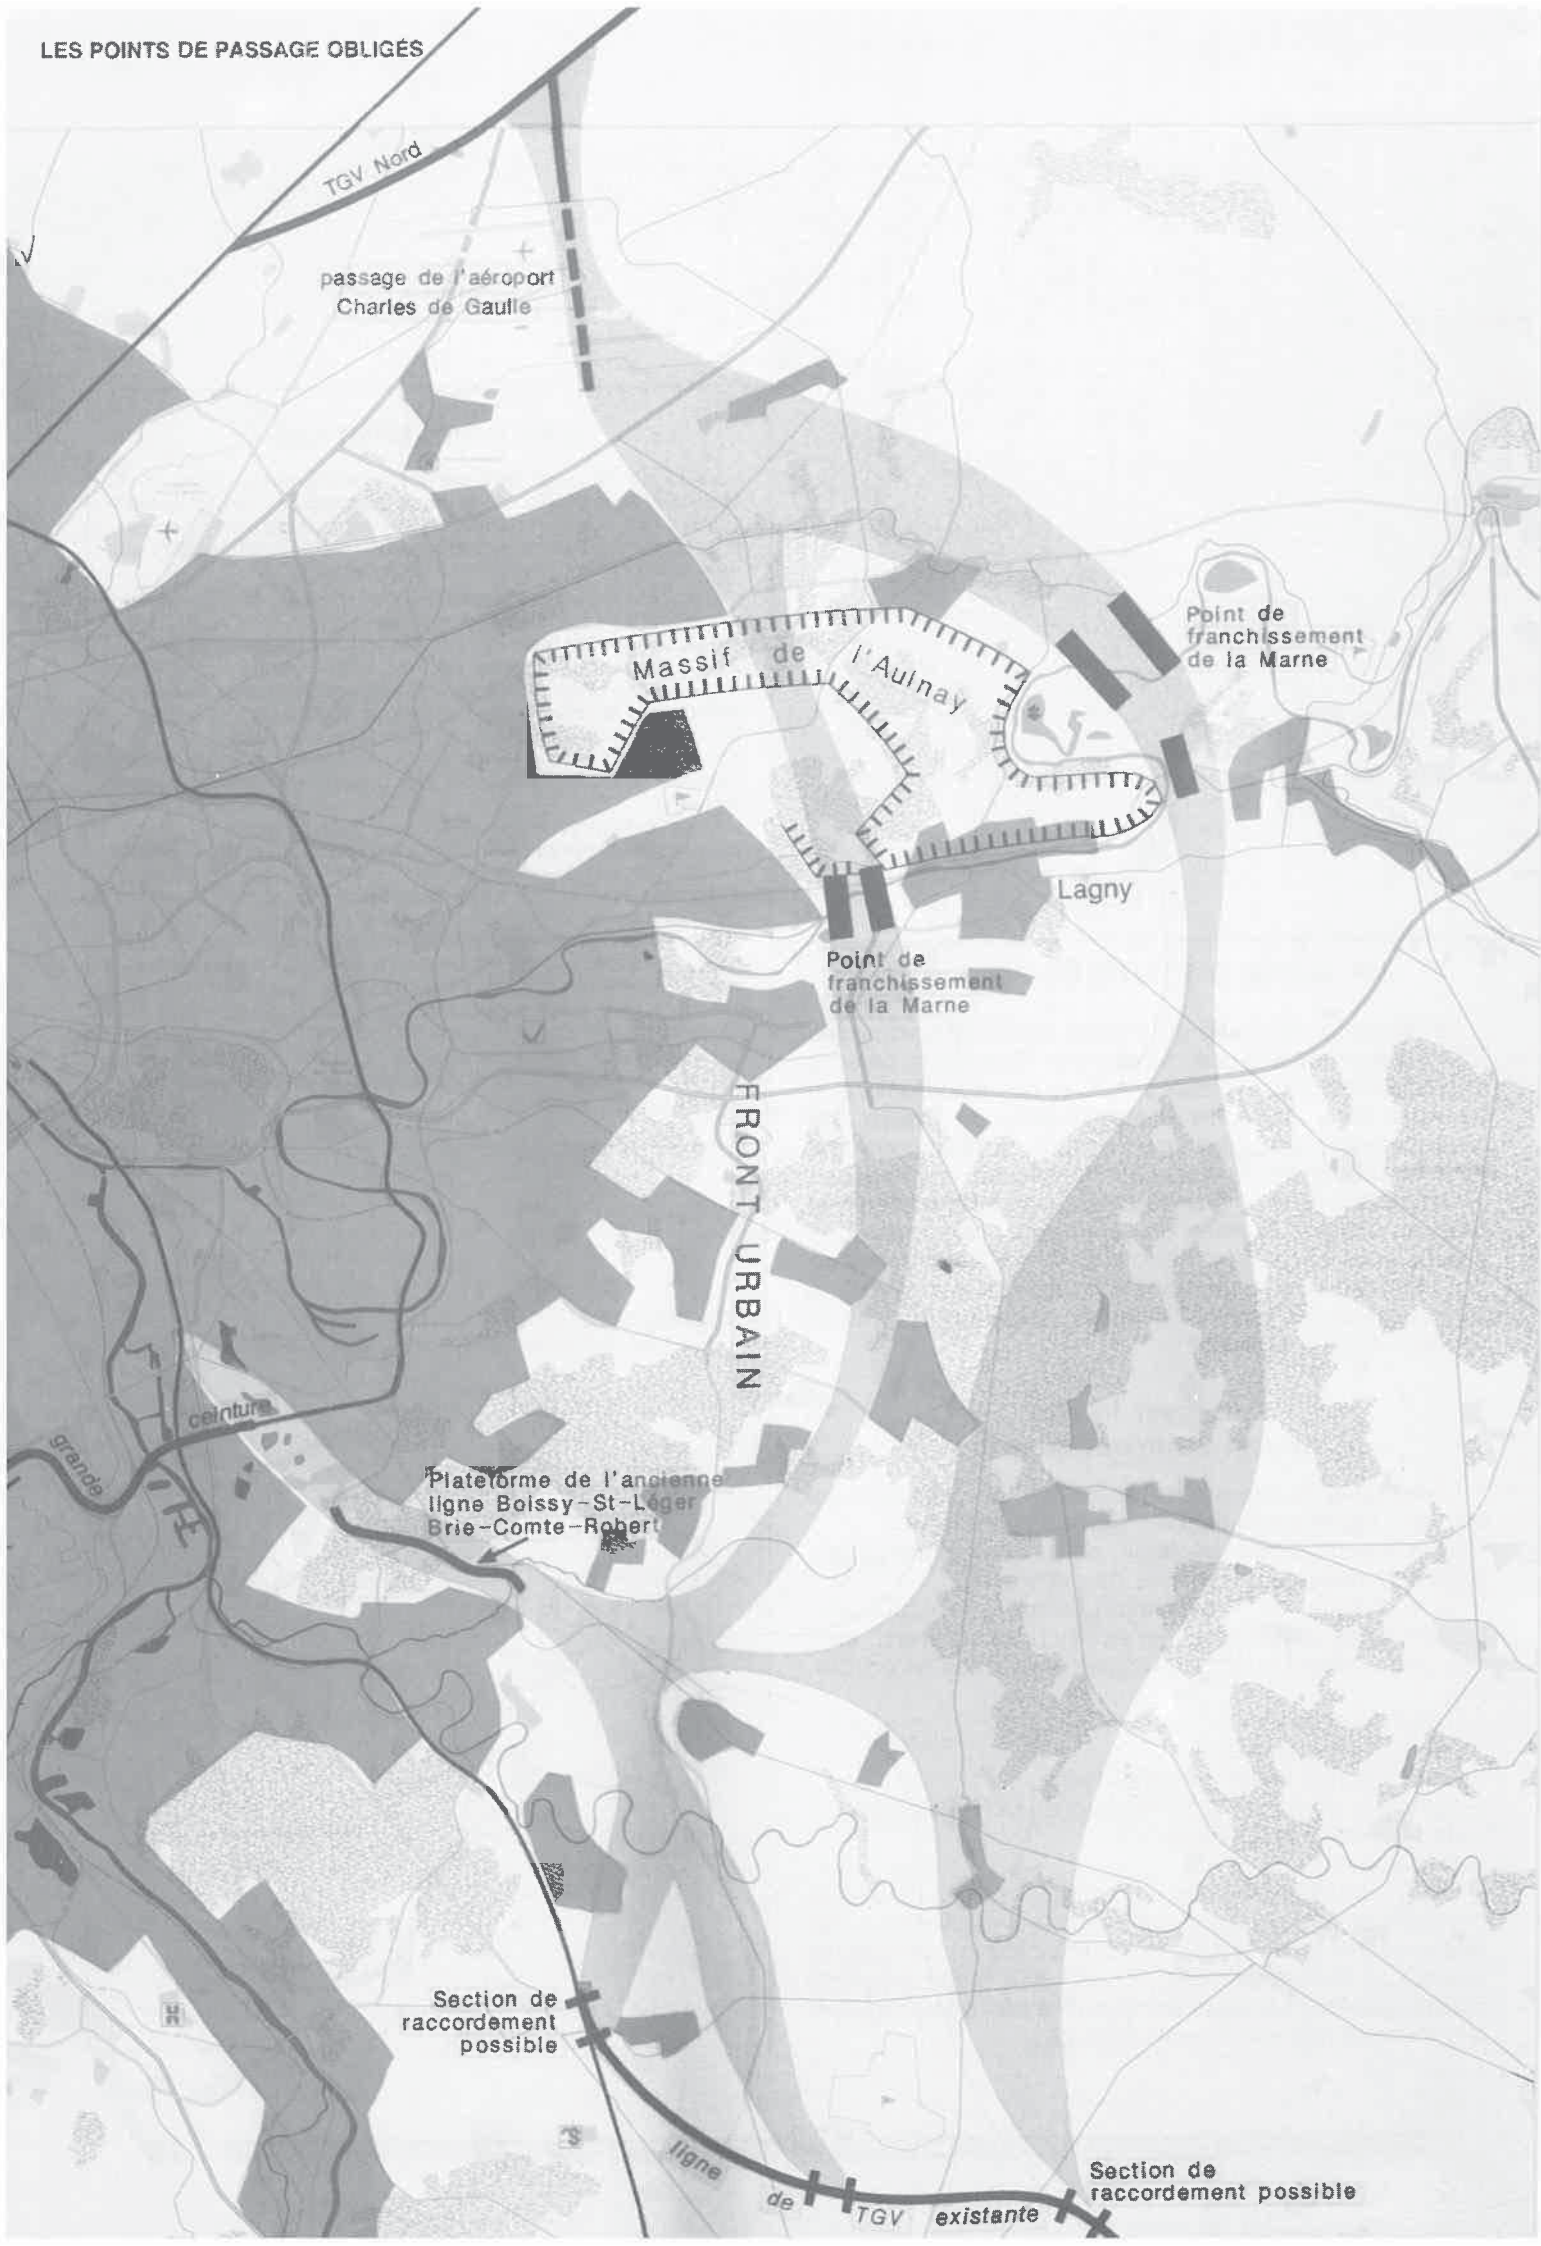 LES POINTS DE PASSAGE OBLIGÉS
TGV Nord
passage de l'aéroport
Charles de Gaulle
Point de
franchissement
de la Marne
Massif de l'Aulnay
Lagny
Point de
franchissement
de la Marne
FRONT URBAIN
grande ceinture
Plateforme de l'ancienne
ligne Boissy-St-Léger
Brie-Comte-Robert
Section de
raccordement
possible
ligne de TGV existante
Section de
raccordement possible